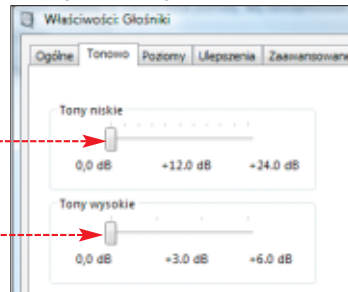 Właściwości: Głośniki
Ogólne Tonowo Poziomy Ulepszenia Zaawansowane
Tony niskie
0,0 dB +12.0 dB +24.0 dB
Tony wysokie
0,0 dB +3.0 dB +6.0 dB